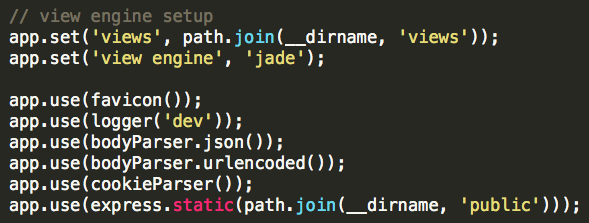 // view engine setup
app.set('views', path.join(__dirname, 'views'));
app.set('view engine', 'jade');
app.use(favicon());
app.use(logger('dev'));
app.use(bodyParser.json());
app.use(bodyParser.urlencoded());
app.use(cookieParser());
app.use(express.static(path.join(__dirname, 'public')));